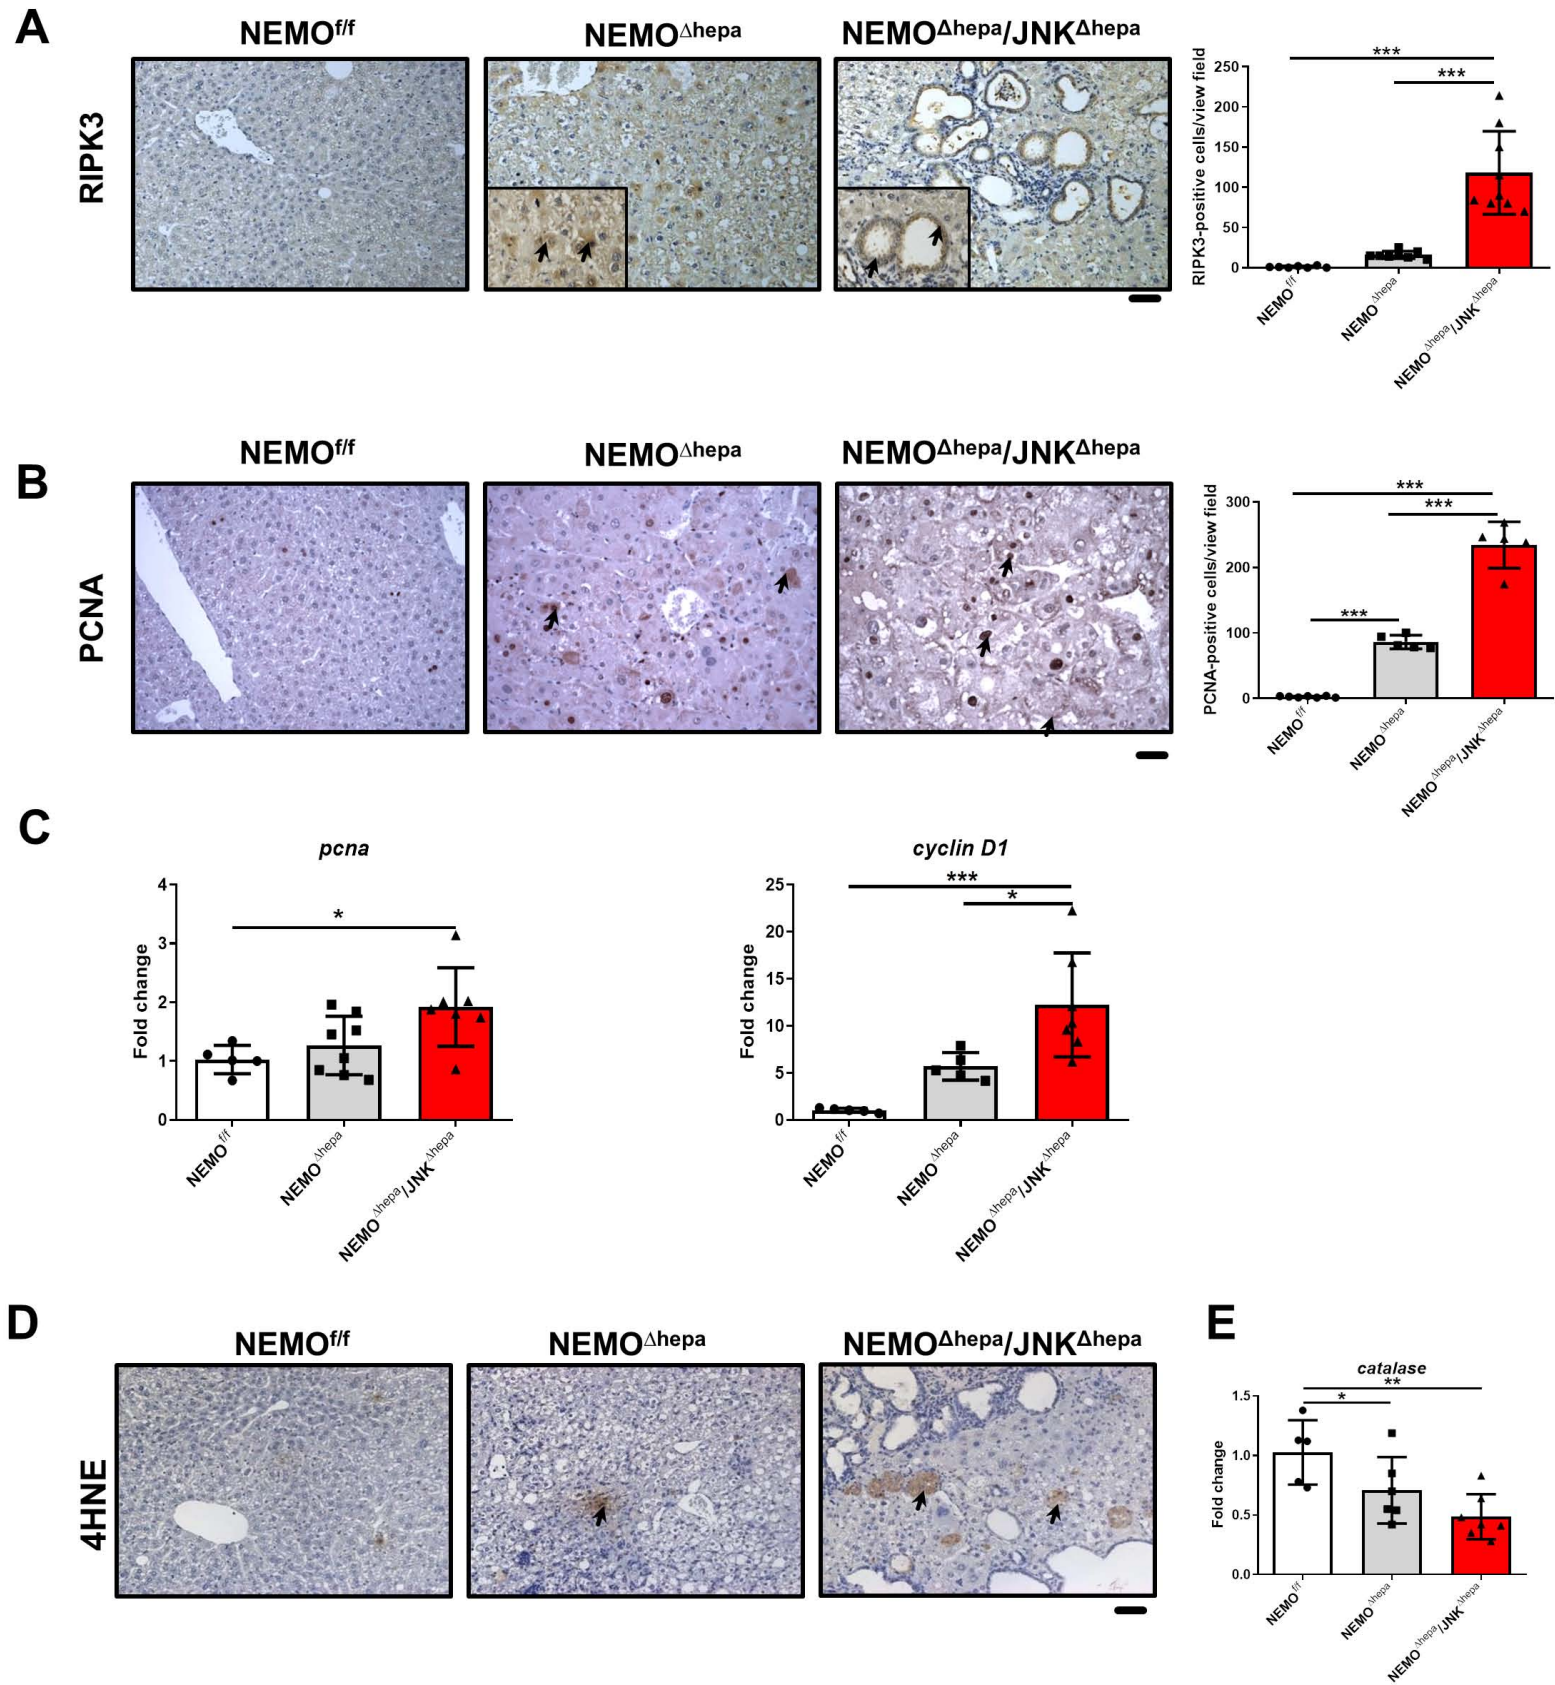 A
NEMOf/f
NEMOΔhepa
NEMOΔhepa/JNKΔhepa
RIPK3
RIPK3-positive cells/view field
250
200
150
100
50
0
***
***
NEMOf/f
NEMOΔhepa
NEMOΔhepa/JNKΔhepa
B
NEMOf/f
NEMOΔhepa
NEMOΔhepa/JNKΔhepa
PCNA
PCNA-positive cells/view field
300
200
100
0
***
***
***
NEMOf/f
NEMOΔhepa
NEMOΔhepa/JNKΔhepa
C
pcna
Fold change
4
3
2
1
0
*
NEMOf/f
NEMOΔhepa
NEMOΔhepa/JNKΔhepa
cyclin D1
Fold change
25
20
15
10
5
0
***
*
NEMOf/f
NEMOΔhepa
NEMOΔhepa/JNKΔhepa
D
NEMOf/f
NEMOΔhepa
NEMOΔhepa/JNKΔhepa
4HNE
E
catalase
Fold change
1.5
1.0
0.5
0.0
**
*
NEMOf/f
NEMOΔhepa
NEMOΔhepa/JNKΔhepa